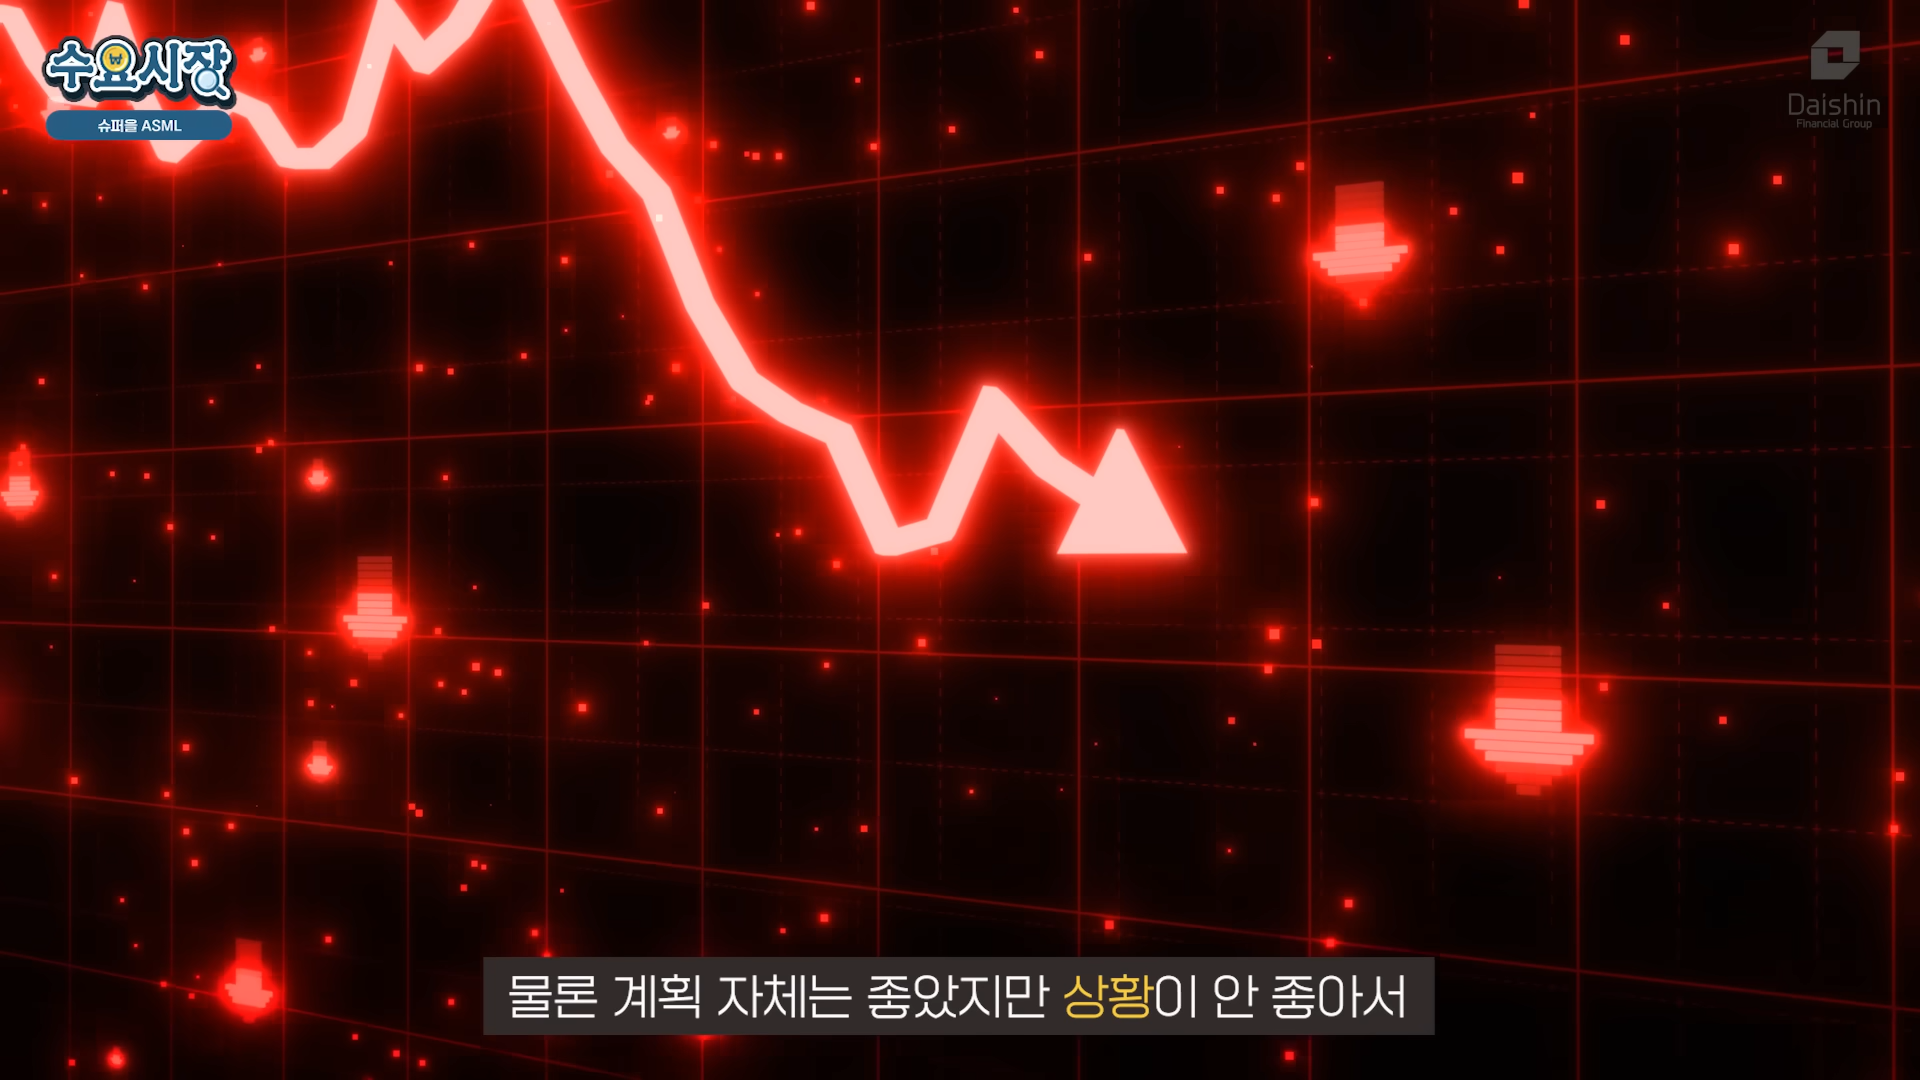 수요시장
슈퍼을 ASML
Daishin
Financial Group
물론 계획 자체는 좋았지만 상황이 안 좋아서